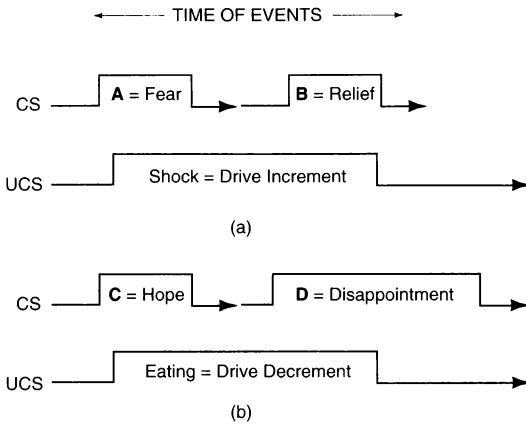 TIME OF EVENTS
CS A = Fear B = Relief
UCS Shock = Drive Increment
(a)
CS C = Hope D = Disappointment
UCS Eating = Drive Decrement
(b)